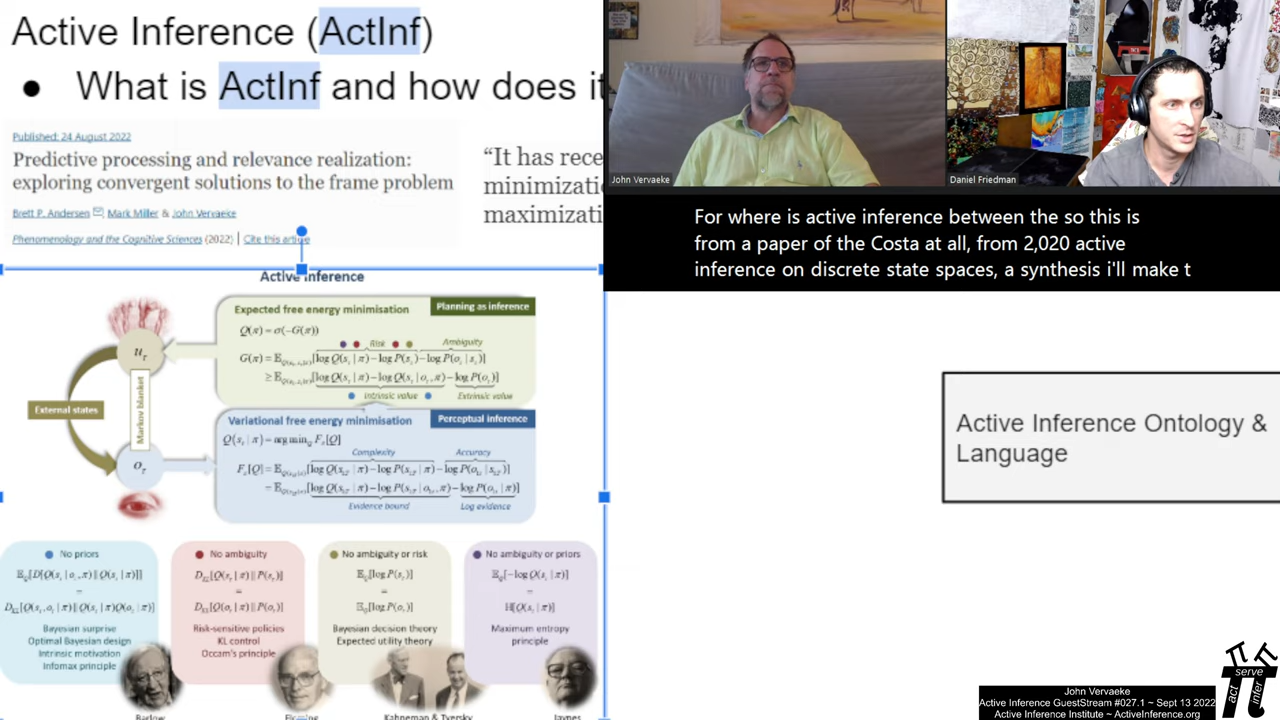 Active Inference (ActInf)
● What is ActInf and how does it
Published: 24 August 2022
Predictive processing and relevance realization:
exploring convergent solutions to the frame problem
Brett P. Andersen, Mark Miller & John Vervaeke
Phenomenology and the Cognitive Sciences (2022) | Cite this article
“It has rece
minimizati
maximizati
John Vervaeke
Daniel Friedman
For where is active inference between the so this is
from a paper of the Costa at all, from 2,020 active
inference on discrete state spaces, a synthesis i'll make t
Active Inference
Expected free energy minimisation
Planning as inference
Q(π) = σ(−G(π))
Risk
Ambiguity
External states
Markov blanket
Intrinsic value
Extrinsic value
Variational free energy minimisation
Perceptual inference
Complexity
Accuracy
Evidence bound
Log evidence
No priors
Bayesian surprise
Optimal Bayesian design
Intrinsic motivation
Infomax principle
Barlow
No ambiguity
Risk-sensitive policies
KL control
Occam's principle
No ambiguity or risk
Bayesian decision theory
Expected utility theory
Kahneman & Tversky
No ambiguity or priors
Maximum entropy
principle
Jaynes
Active Inference Ontology &
Language
serve
act
infer
John Vervaeke
Active Inference GuestStream #027.1 ~ Sept 13 2022
Active Inference Institute ~ ActiveInference.org